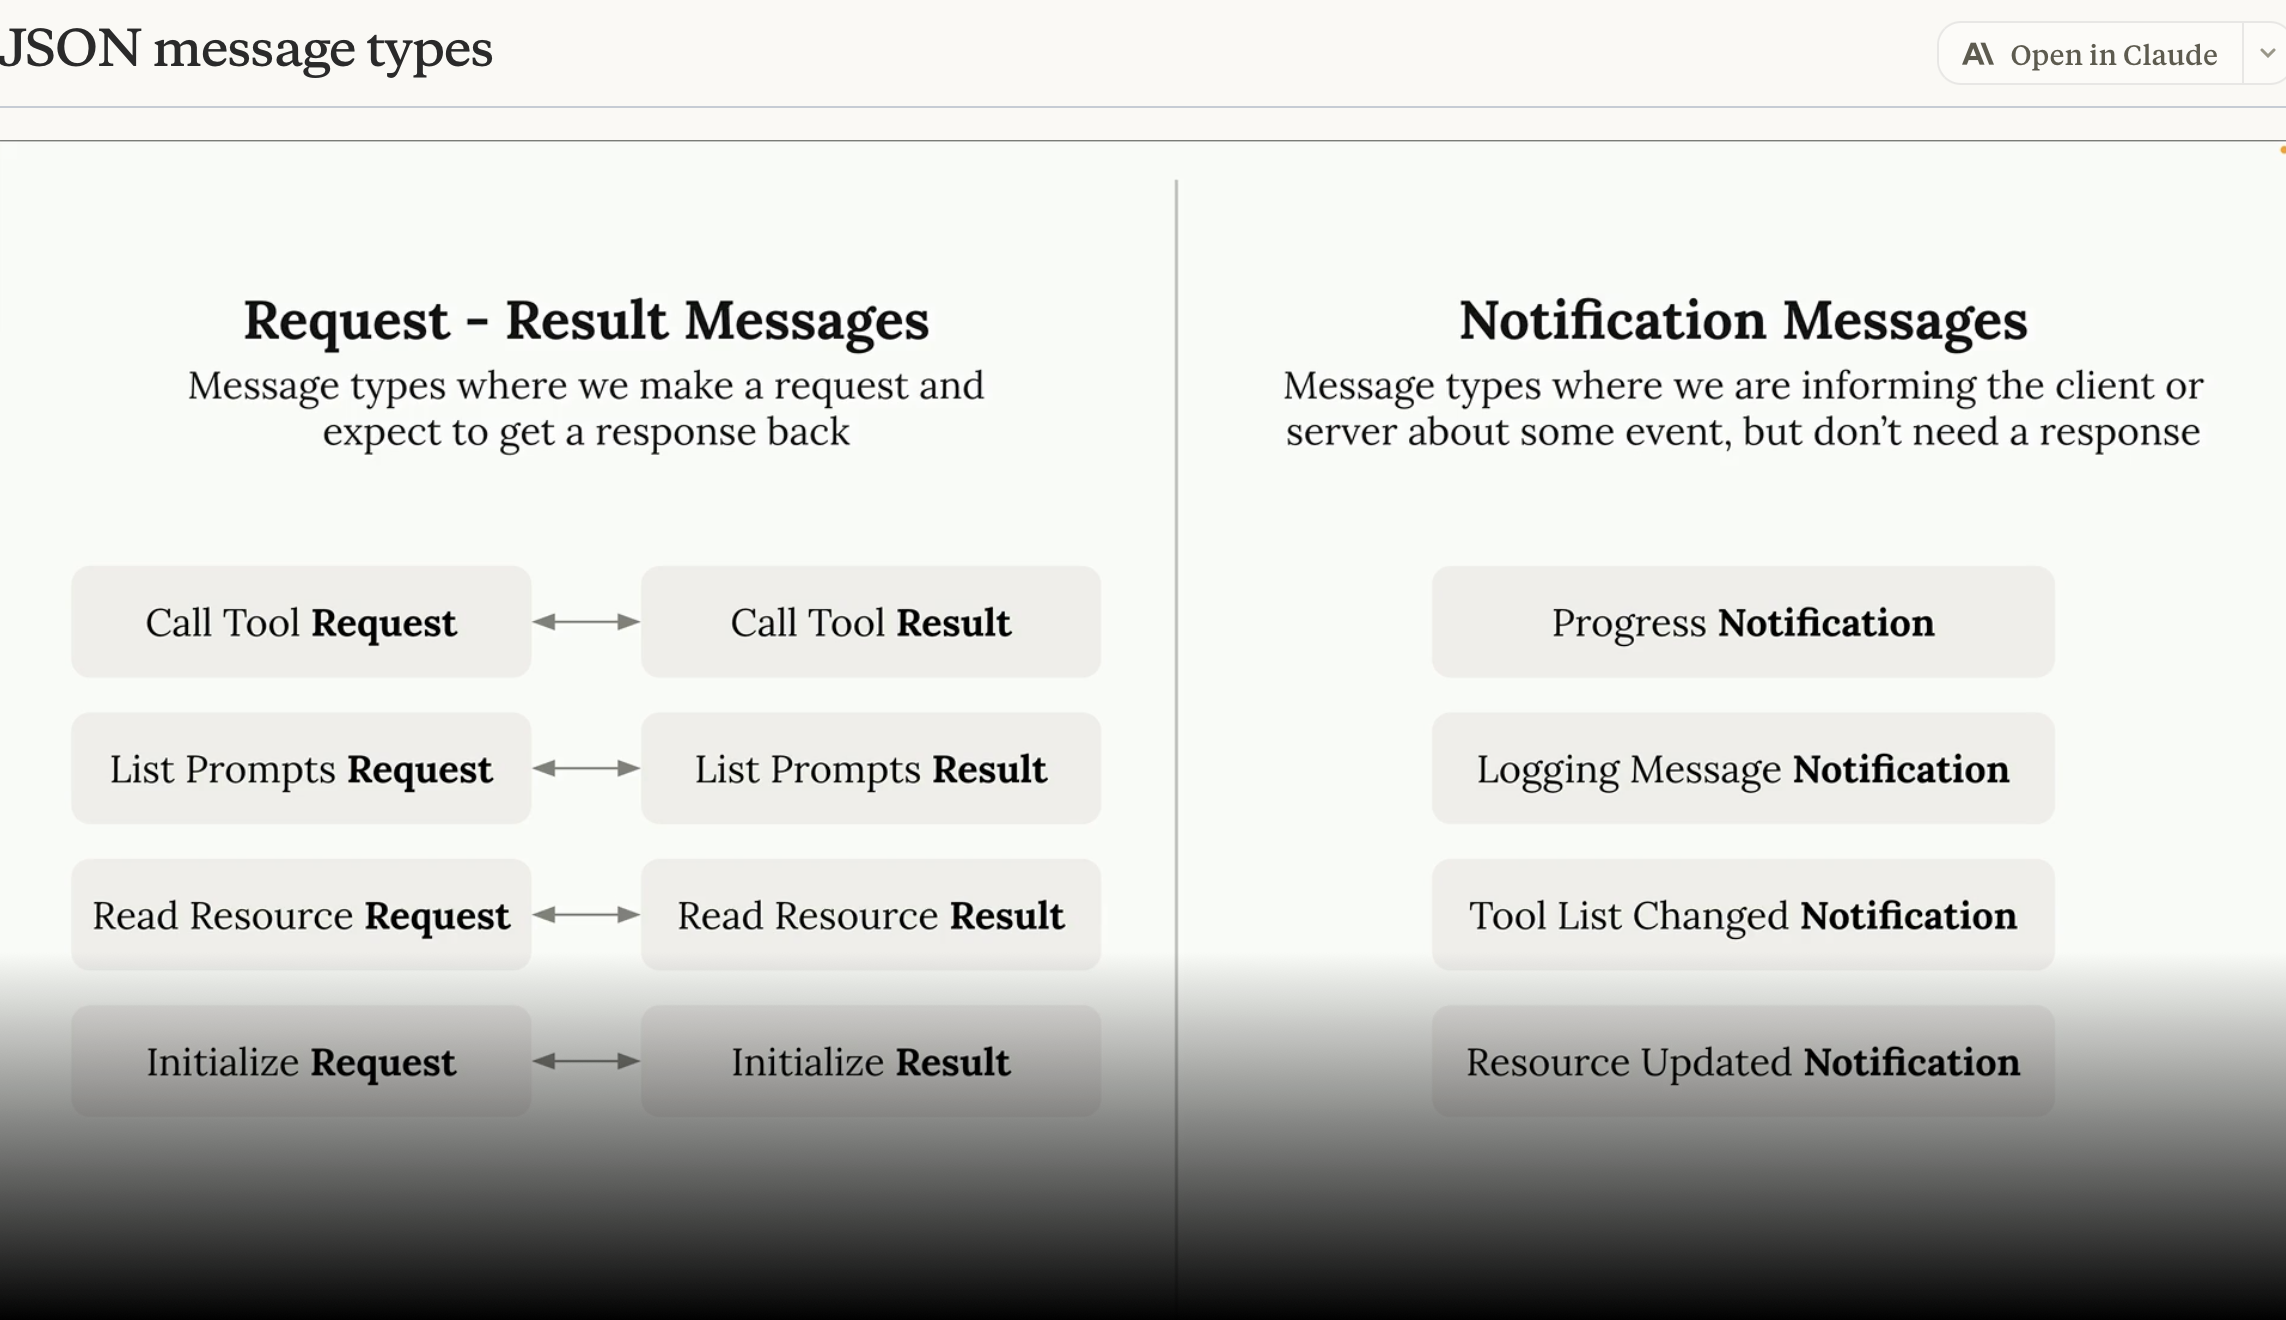 JSON message types
Open in Claude
Request - Result Messages
Message types where we make a request and
expect to get a response back
Call Tool Request
Call Tool Result
List Prompts Request
List Prompts Result
Read Resource Request
Read Resource Result
Initialize Request
Initialize Result
Notification Messages
Message types where we are informing the client or
server about some event, but don’t need a response
Progress Notification
Logging Message Notification
Tool List Changed Notification
Resource Updated Notification